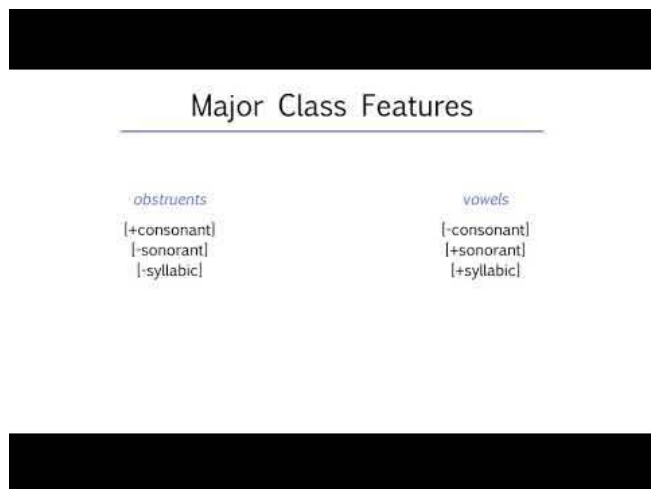 Major Class Features
obstruents
[+consonant]
[-sonorant]
[-syllabic]
vowels
[-consonant]
[+sonorant]
[+syllabic]